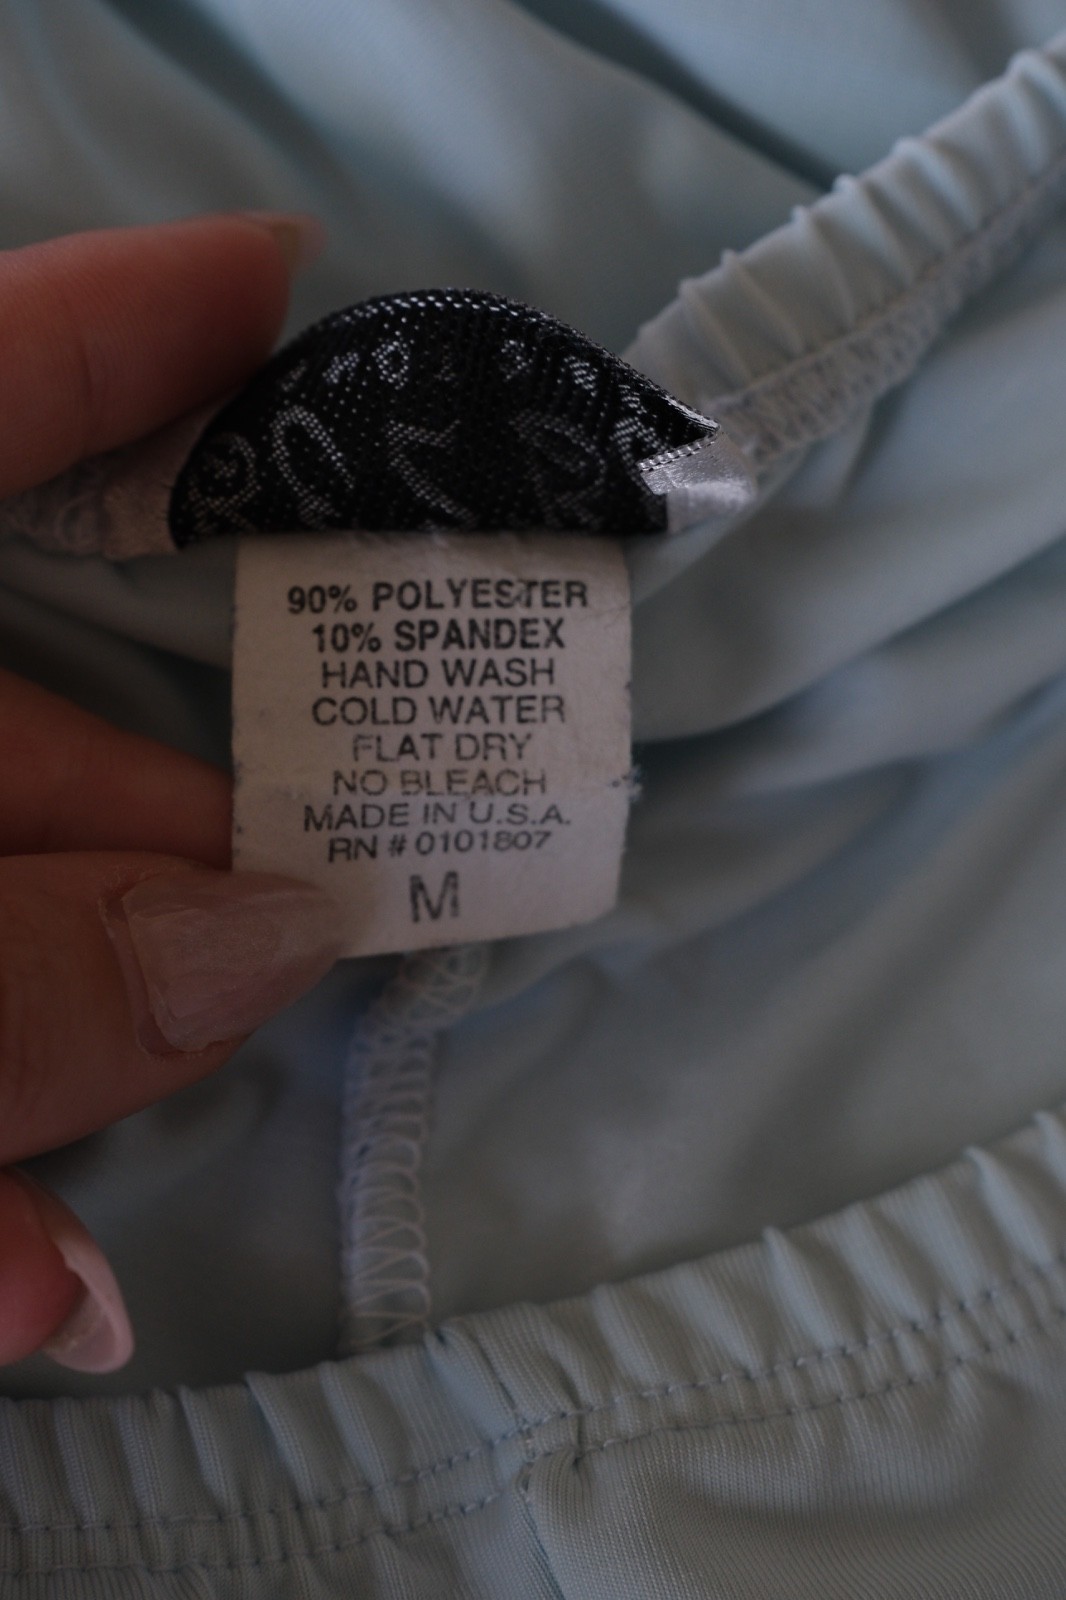 90% POLYESTER
10% SPANDEX
HAND WASH
COLD WATER
FLAT DRY
NO BLEACH
MADE IN U.S.A.
RN # 0101807
M